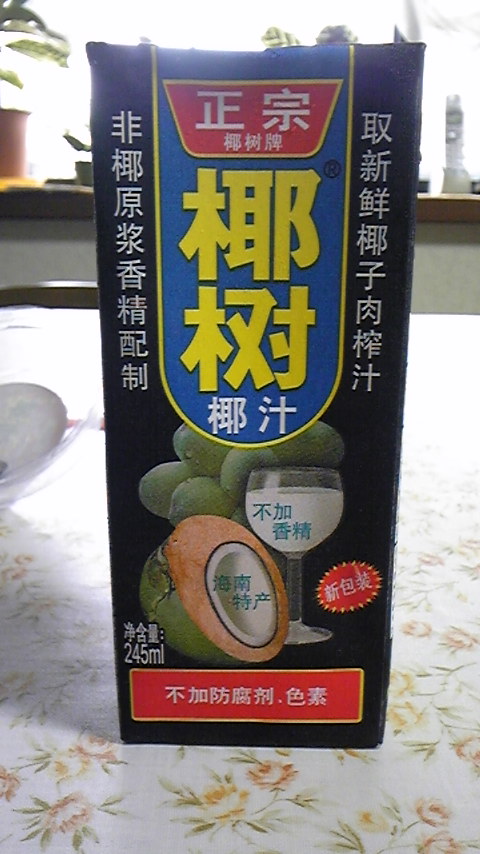 正宗
椰树牌
椰树®
椰汁
取新鲜椰子肉榨汁
非椰原浆香精配制
不加
香精
海南
特产
新包装
净含量:
245ml
不加防腐剂.色素